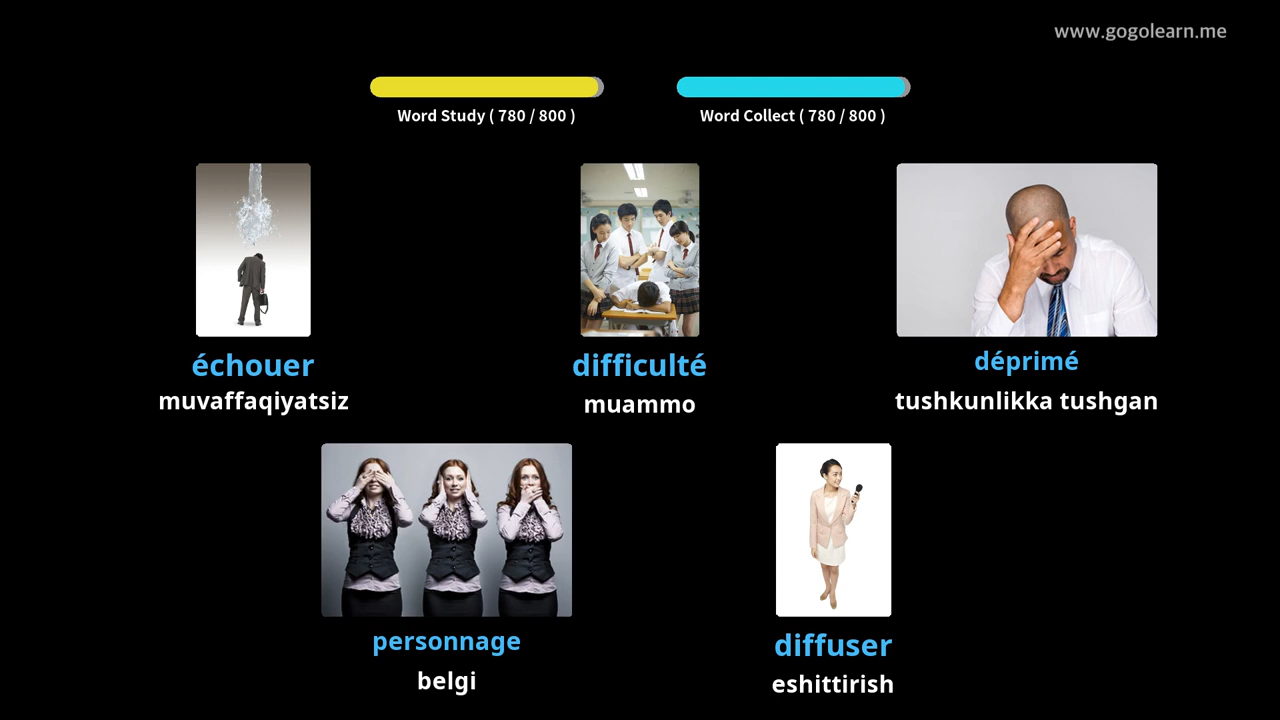 www.gogolearn.me
Word Study ( 780 / 800 )
Word Collect ( 780 / 800 )
échouer
muvaffaqiyatsiz
difficulté
muammo
déprimé
tushkunlikka tushgan
personnage
belgi
diffuser
eshittirish